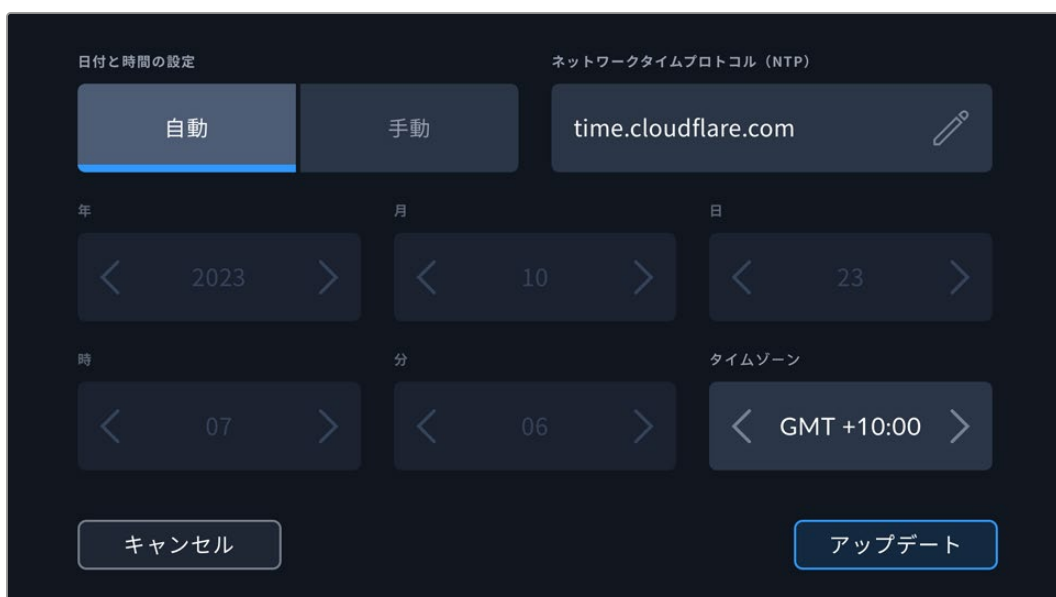 日付と時間の設定
ネットワークタイムプロトコル（NTP）
自動
手動
time.cloudflare.com
年
月
日
2023
10
23
時
分
タイムゾーン
07
06
GMT +10:00
キャンセル
アップデート